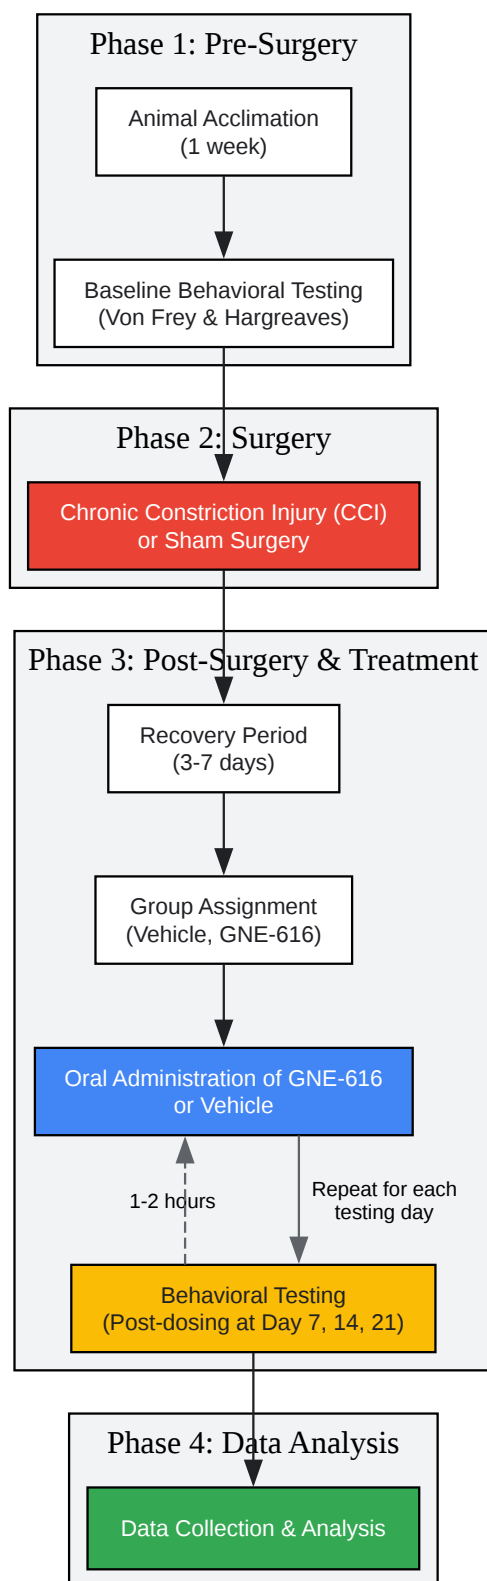 Phase 1: Pre-Surgery
Animal Acclimation
(1 week)
Baseline Behavioral Testing
(Von Frey & Hargreaves)
Phase 2: Surgery
Chronic Constriction Injury (CCI)
or Sham Surgery
Phase 3: Post-Surgery & Treatment
Recovery Period
(3-7 days)
Group Assignment
(Vehicle, GNE-616)
Oral Administration of GNE-616
or Vehicle
1-2 hours
Repeat for each
testing day
Behavioral Testing
(Post-dosing at Day 7, 14, 21)
Phase 4: Data Analysis
Data Collection & Analysis